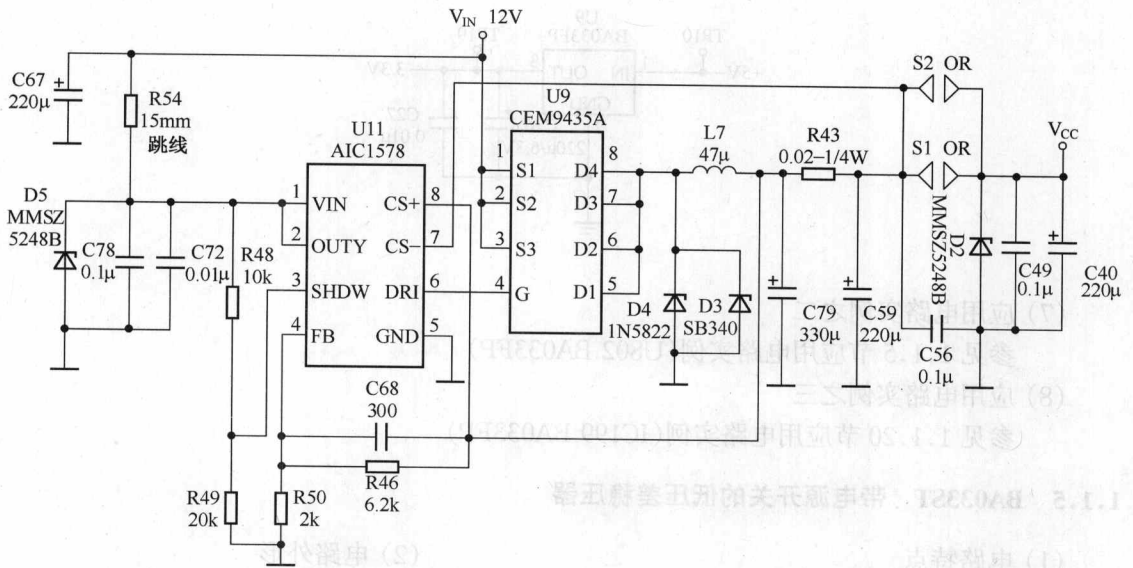 V_IN 12V
C67
220μ
R54
15mm
跳线
U11
AIC1578
U9
CEM9435A
L7
47μ
R43
0.02-1/4W
S2 OR
S1 OR
V_CC
D5
MMSZ
5248B
C78
0.1μ
C72
0.01μ
R48
10k
1 VIN
2 OUTY
3 SHDW
4 FB
CS+ 8
CS- 7
DRI 6
GND 5
1 S1
2 S2
3 S3
4 G
D4 8
D3 7
D2 6
D1 5
D4
1N5822
D3
SB340
C79
330μ
C59
220μ
MMSZ5248B
D2
C56
0.1μ
C49
0.1μ
C40
220μ
C68
300
R46
6.2k
R49
20k
R50
2k